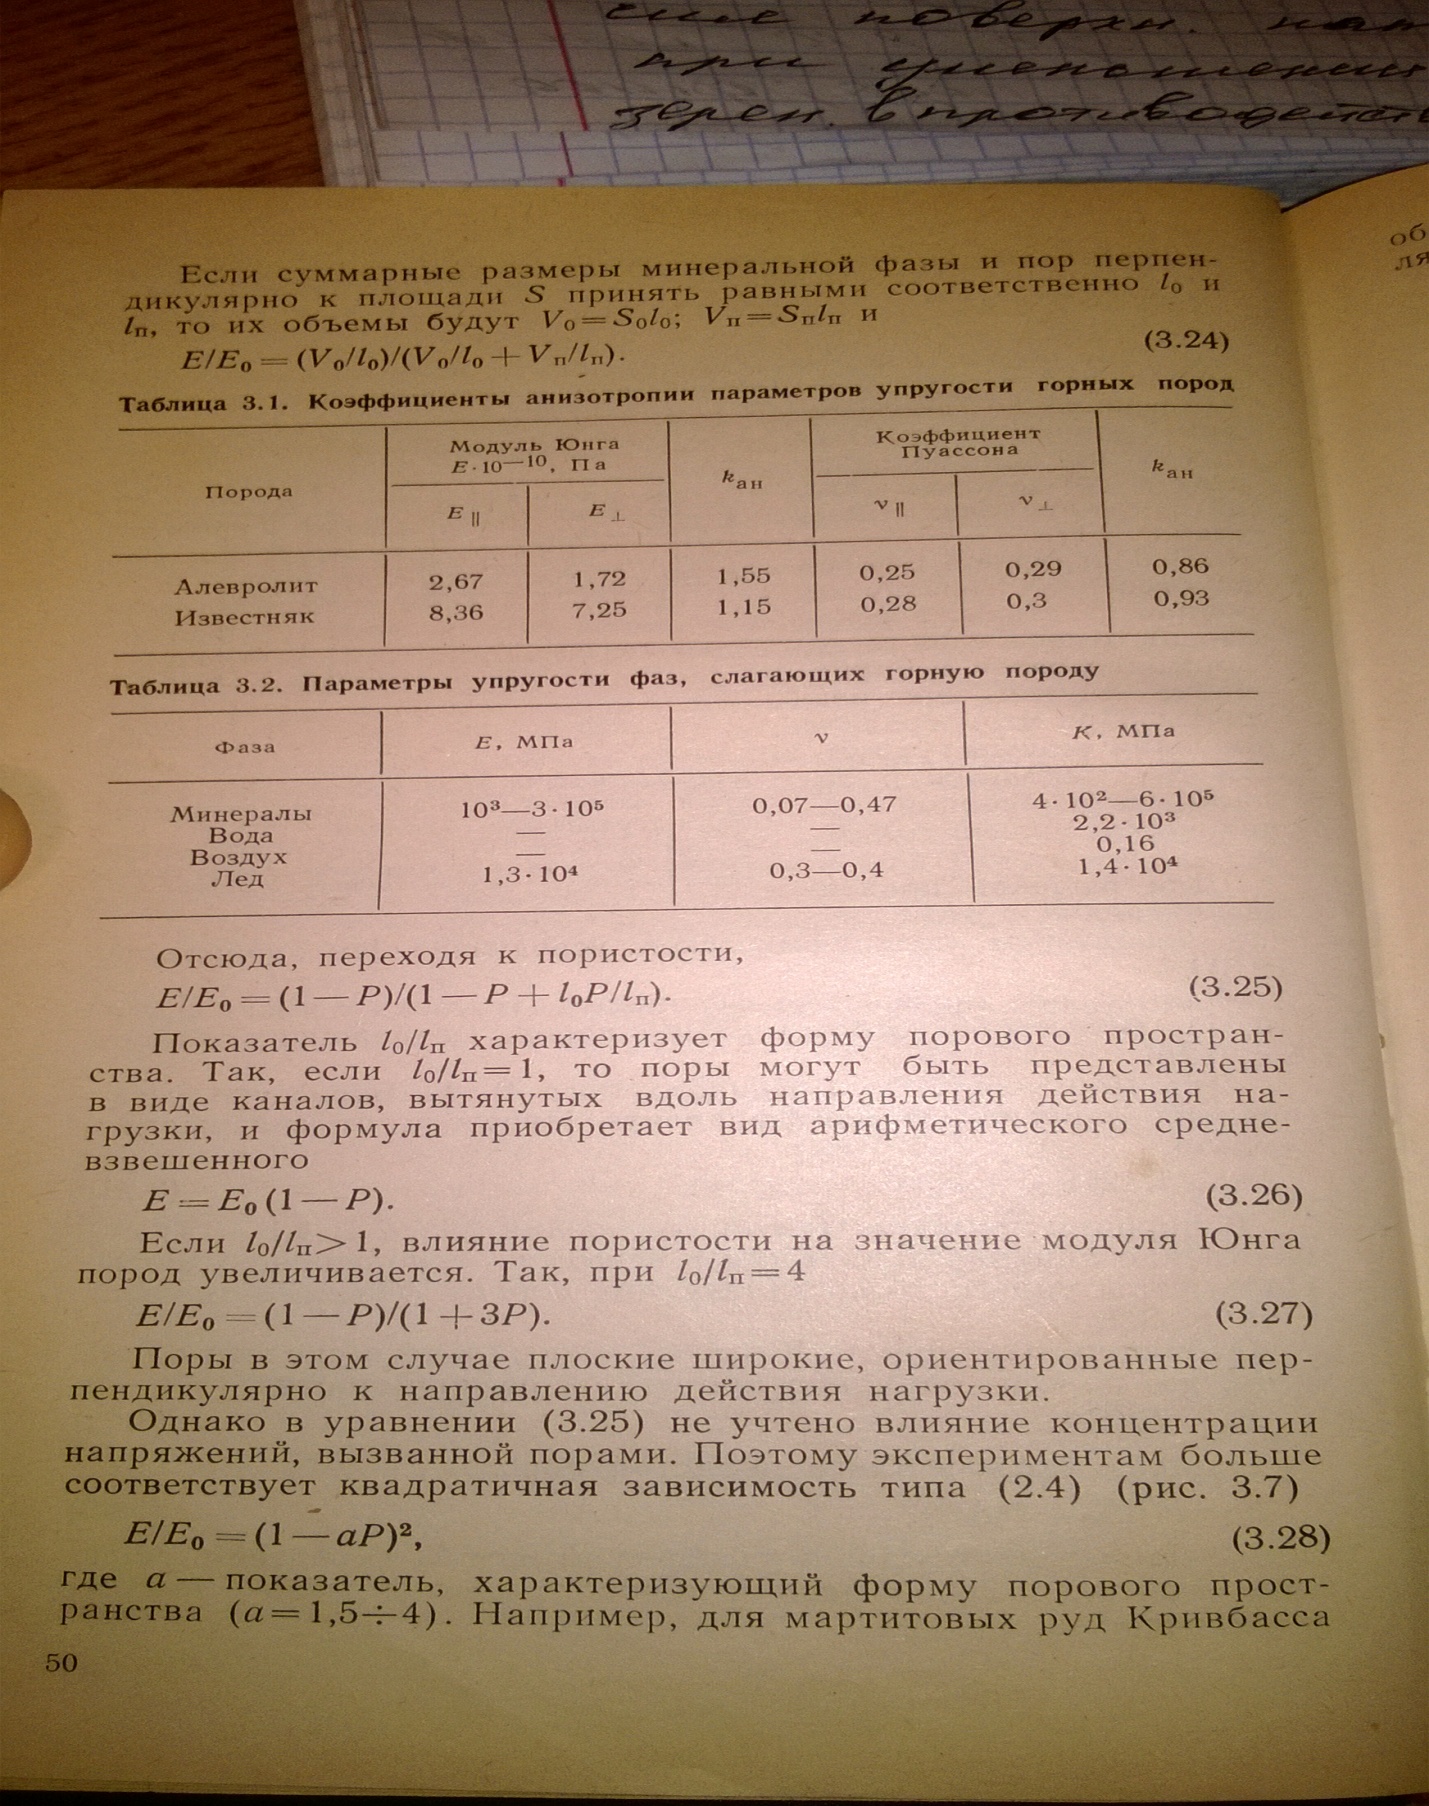 сше поверхн.
при уменьшении
зерен. в противодейств
об
ля
Если суммарные размеры минеральной фазы и пор перпен-
дикулярно к площади S принять равными соответственно l₀ и
lп, то их объемы будут V₀=S₀l₀; Vп=Sпlп и
E/E₀ = (V₀/l₀)/(V₀/l₀ + Vп/lп). (3.24)
Таблица 3.1. Коэффициенты анизотропии параметров упругости горных пород
Порода Модуль Юнга E·10⁻¹⁰, Па kан Коэффициент Пуассона kан
E∥ E⊥ ν∥ ν⊥
Алевролит 2,67 1,72 1,55 0,25 0,29 0,86
Известняк 8,36 7,25 1,15 0,28 0,3 0,93
Таблица 3.2. Параметры упругости фаз, слагающих горную породу
Фаза E, МПа ν K, МПа
Минералы 10³—3·10⁵ 0,07—0,47 4·10²—6·10⁵
Вода — — 2,2·10³
Воздух — — 0,16
Лед 1,3·10⁴ 0,3—0,4 1,4·10⁴
Отсюда, переходя к пористости,
E/E₀ = (1 — P)/(1 — P + l₀P/lп). (3.25)
Показатель l₀/lп характеризует форму порового простран-
ства. Так, если l₀/lп=1, то поры могут быть представлены
в виде каналов, вытянутых вдоль направления действия на-
грузки, и формула приобретает вид арифметического средне-
взвешенного
E = E₀ (1 — P). (3.26)
Если l₀/lп>1, влияние пористости на значение модуля Юнга
пород увеличивается. Так, при l₀/lп=4
E/E₀ = (1 — P)/(1 + 3P). (3.27)
Поры в этом случае плоские широкие, ориентированные пер-
пендикулярно к направлению действия нагрузки.
Однако в уравнении (3.25) не учтено влияние концентрации
напряжений, вызванной порами. Поэтому экспериментам больше
соответствует квадратичная зависимость типа (2.4) (рис. 3.7)
E/E₀ = (1 — aP)², (3.28)
где a — показатель, характеризующий форму порового прост-
ранства (a=1,5÷4). Например, для мартитовых руд Кривбасса
50